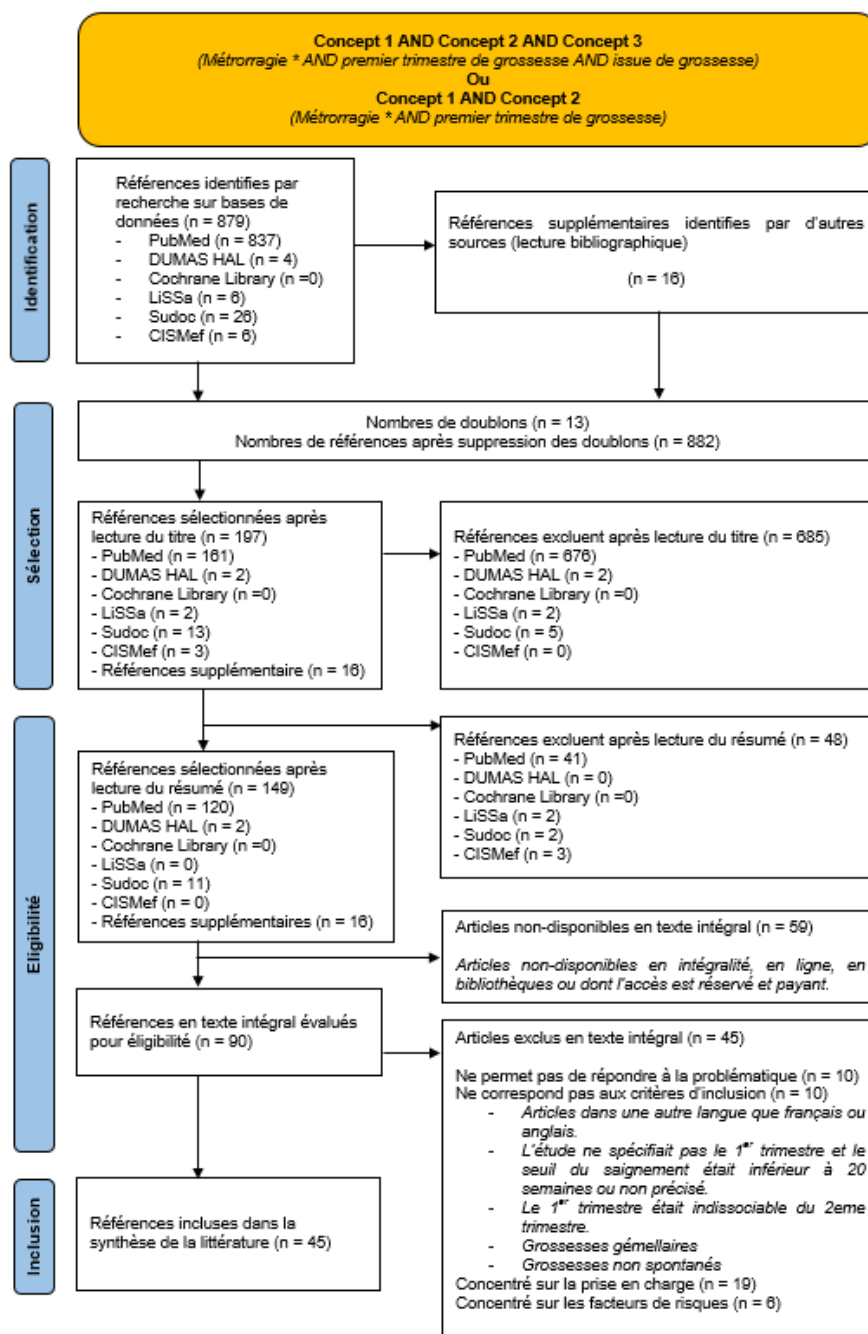 Concept 1 AND Concept 2 AND Concept 3
(Métrorragie * AND premier trimestre de grossesse AND issue de grossesse)
Ou
Concept 1 AND Concept 2
(Métrorragie * AND premier trimestre de grossesse)
Identification
Références identifies par
recherche sur bases de
données (n = 879)
- PubMed (n = 837)
- DUMAS HAL (n = 4)
- Cochrane Library (n =0)
- LiSSa (n = 6)
- Sudoc (n = 26)
- CISMef (n = 6)
Références supplémentaires identifies par d'autres
sources (lecture bibliographique)
(n = 16)
Sélection
Nombres de doublons (n = 13)
Nombres de références après suppression des doublons (n = 882)
Références sélectionnées après
lecture du titre (n = 197)
- PubMed (n = 161)
- DUMAS HAL (n = 2)
- Cochrane Library (n =0)
- LiSSa (n = 2)
- Sudoc (n = 13)
- CISMef (n = 3)
- Références supplémentaire (n = 16)
Références excluent après lecture du titre (n = 685)
- PubMed (n = 676)
- DUMAS HAL (n = 2)
- Cochrane Library (n =0)
- LiSSa (n = 2)
- Sudoc (n = 5)
- CISMef (n = 0)
Eligibilité
Références excluent après lecture du résumé (n = 48)
- PubMed (n = 41)
- DUMAS HAL (n = 0)
- Cochrane Library (n =0)
- LiSSa (n = 2)
- Sudoc (n = 2)
- CISMef (n = 3)
Références sélectionnées après
lecture du résumé (n = 149)
- PubMed (n = 120)
- DUMAS HAL (n = 2)
- Cochrane Library (n =0)
- LiSSa (n = 0)
- Sudoc (n = 11)
- CISMef (n = 0)
- Références supplémentaires (n = 16)
Articles non-disponibles en texte intégral (n = 59)
Articles non-disponibles en intégralité, en ligne, en
bibliothèques ou dont l'accès est réservé et payant.
Références en texte intégral évalués
pour éligibilité (n = 90)
Articles exclus en texte intégral (n = 45)
Ne permet pas de répondre à la problématique (n = 10)
Ne correspond pas aux critères d'inclusion (n = 10)
- Articles dans une autre langue que français ou
anglais.
- L'étude ne spécifiait pas le 1er trimestre et le
seuil du saignement était inférieur à 20
semaines ou non précisé.
- Le 1er trimestre était indissociable du 2eme
trimestre.
- Grossesses gémellaires
- Grossesses non spontanés
Concentré sur la prise en charge (n = 19)
Concentré sur les facteurs de risques (n = 6)
Inclusion
Références incluses dans la
synthèse de la littérature (n = 45)